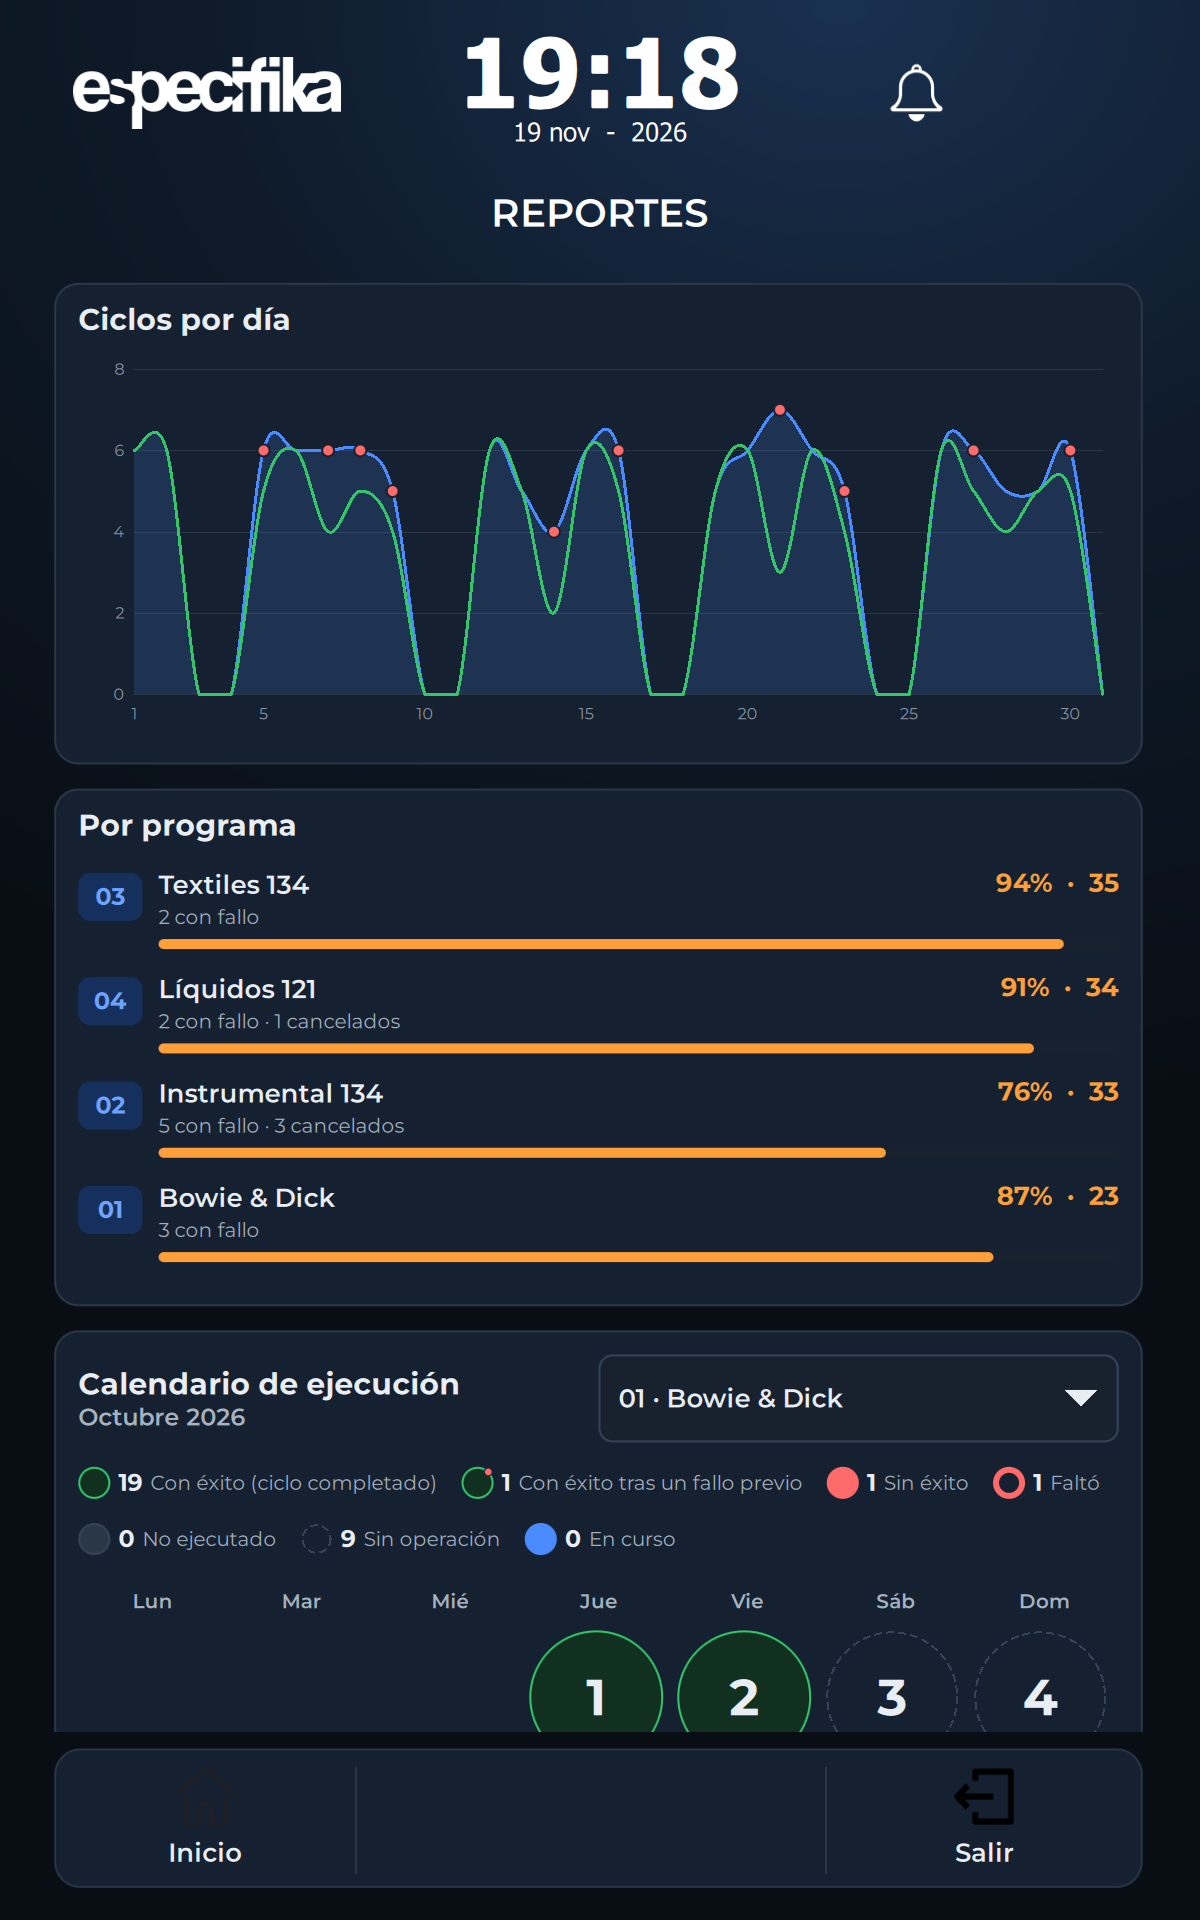 especifika
19:18
19 nov - 2026
REPORTES
Ciclos por día
8
6
4
2
0
1 5 10 15 20 25 30
Por programa
03 Textiles 134 94% · 35
2 con fallo
04 Líquidos 121 91% · 34
2 con fallo · 1 cancelados
02 Instrumental 134 76% · 33
5 con fallo · 3 cancelados
01 Bowie & Dick 87% · 23
3 con fallo
Calendario de ejecución
Octubre 2026
01 · Bowie & Dick
19 Con éxito (ciclo completado) 1 Con éxito tras un fallo previo 1 Sin éxito 1 Faltó
0 No ejecutado 9 Sin operación 0 En curso
Lun Mar Mié Jue Vie Sáb Dom
1 2 3 4
Inicio Salir